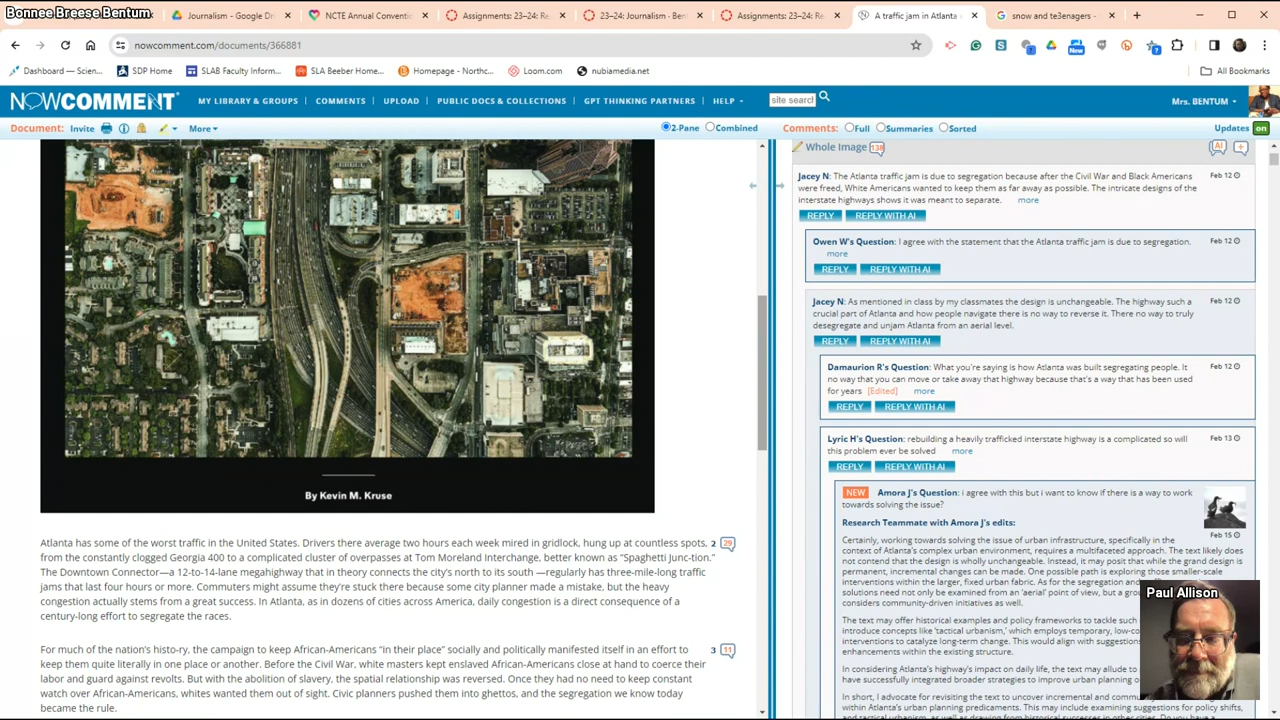 Bonnee Breese Bentum
Journalism - Google Dr
NCTE Annual Conventi
Assignments: 23–24: Re
23–24: Journalism - Ben
Assignments: 23–24: Re
A traffic jam in Atlanta
snow and te3enagers -
nowcomment.com/documents/366881
Dashboard — Scien...
SDP Home
SLAB Faculty Inform...
SLA Beeber Home...
Homepage - Northc...
Loom.com
nubiamedia.net
All Bookmarks
NOWCOMMENT
MY LIBRARY & GROUPS
COMMENTS
UPLOAD
PUBLIC DOCS & COLLECTIONS
GPT THINKING PARTNERS
HELP
site search
Mrs. BENTUM
Document:
Invite
More
2-Pane
Combined
Comments:
Full
Summaries
Sorted
Updates
on
By Kevin M. Kruse
Atlanta has some of the worst traffic in the United States. Drivers there average two hours each week mired in gridlock, hung up at countless spots, 2 29
from the constantly clogged Georgia 400 to a complicated cluster of overpasses at Tom Moreland Interchange, better known as “Spaghetti Junc-tion.”
The Downtown Connector—a 12-to-14-lane megahighway that in theory connects the city’s north to its south —regularly has three-mile-long traffic
jams that last four hours or more. Commuters might assume they’re stuck there because some city planner made a mistake, but the heavy
congestion actually stems from a great success. In Atlanta, as in dozens of cities across America, daily congestion is a direct consequence of a
century-long effort to segregate the races.
For much of the nation’s histo-ry, the campaign to keep African-Americans “in their place” socially and politically manifested itself in an effort to 3 11
keep them quite literally in one place or another. Before the Civil War, white masters kept enslaved African-Americans close at hand to coerce their
labor and guard against revolts. But with the abolition of slavery, the spatial relationship was reversed. Once they had no need to keep constant
watch over African-Americans, whites wanted them out of sight. Civic planners pushed them into ghettos, and the segregation we know today
became the rule.
Whole Image 138
AI
Jacey N: The Atlanta traffic jam is due to segregation because after the Civil War and Black Americans Feb 12
were freed, White Americans wanted to keep them as far away as possible. The intricate designs of the
interstate highways shows it was meant to separate. more
REPLY REPLY WITH AI
Owen W's Question: I agree with the statement that the Atlanta traffic jam is due to segregation. Feb 12
more
REPLY REPLY WITH AI
Jacey N: As mentioned in class by my classmates the design is unchangeable. The highway such a Feb 12
crucial part of Atlanta and how people navigate there is no way to reverse it. There no way to truly
desegregate and unjam Atlanta from an aerial level.
REPLY REPLY WITH AI
Damaurion R's Question: What you're saying is how Atlanta was built segregating people. It Feb 12
no way that you can move or take away that highway because that's a way that has been used
for years [Edited] more
REPLY REPLY WITH AI
Lyric H's Question: rebuilding a heavily trafficked interstate highway is a complicated so will Feb 13
this problem ever be solved more
REPLY REPLY WITH AI
NEW Amora J's Question: i agree with this but i want to know if there is a way to work
towards solving the issue?
Research Teammate with Amora J's edits:
Feb 15
Certainly, working towards solving the issue of urban infrastructure, specifically in the
context of Atlanta's complex urban environment, requires a multifaceted approach. The text likely does
not contend that the design is wholly unchangeable. Instead, it may posit that while the grand design is
permanent, incremental changes can be made. One possible path is exploring those smaller-scale
interventions within the larger, fixed urban fabric. As for the segregation and
solutions need not only be examined from an 'aerial' point of view, but a gr
considers community-driven initiatives as well.
The text may offer historical examples and policy frameworks to tackle such
introduce concepts like 'tactical urbanism,' which employs temporary, low-co
interventions to catalyze long-term change. This would align with suggestion
enhancements within the existing structure.
In considering Atlanta's highway's impact on daily life, the text may allude to
have successfully integrated broader strategies to improve urban planning o
In short, I advocate for revisiting the text to uncover incremental and commu
within Atlanta's urban planning predicaments. This may include examining suggestions for policy shifts,
Paul Allison